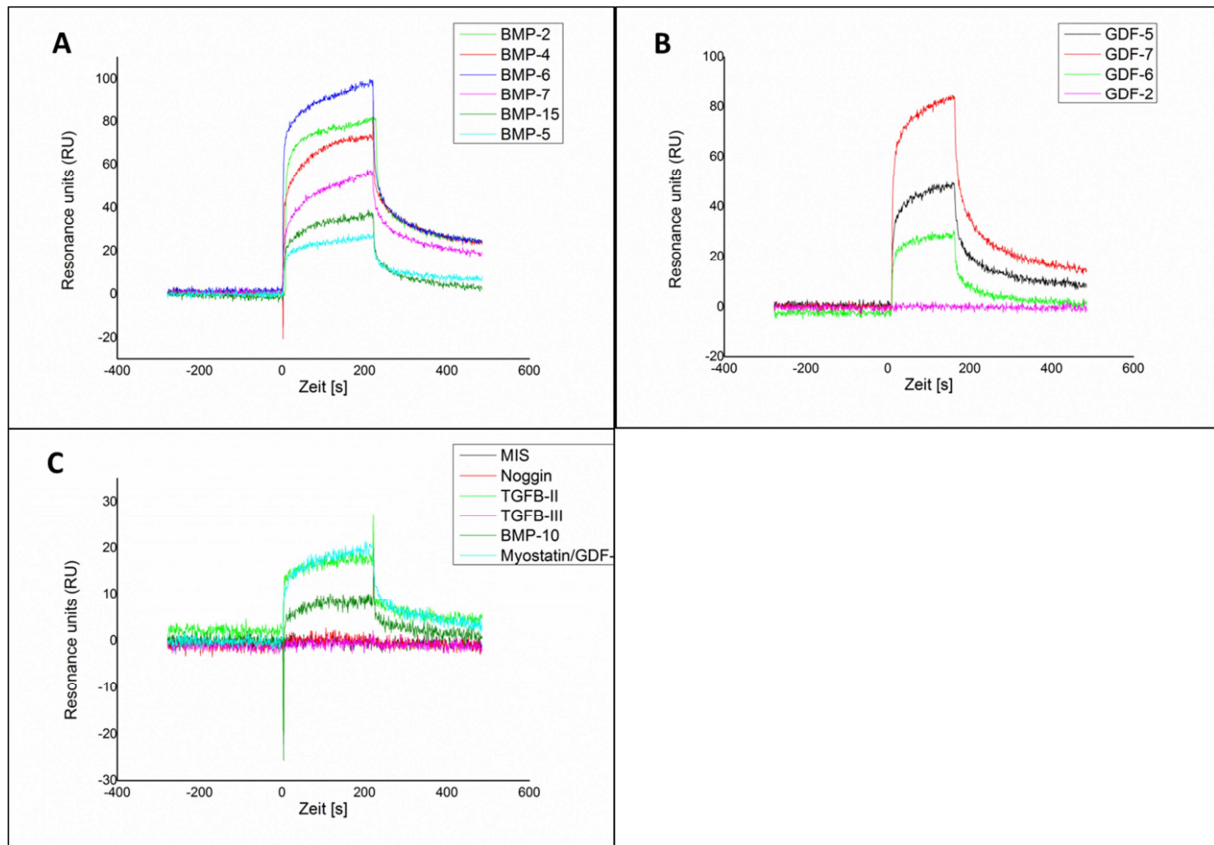 A
BMP-2
BMP-4
BMP-6
BMP-7
BMP-15
BMP-5
Resonance units (RU)
100
80
60
40
20
0
-20
-400 -200 0 200 400 600
Zeit [s]
B
GDF-5
GDF-7
GDF-6
GDF-2
Resonance units (RU)
100
80
60
40
20
0
-20
-400 -200 0 200 400 600
Zeit [s]
C
MIS
Noggin
TGFB-II
TGFB-III
BMP-10
Myostatin/GDF-
Resonance units (RU)
30
20
10
0
-10
-20
-30
-400 -200 0 200 400 600
Zeit [s]